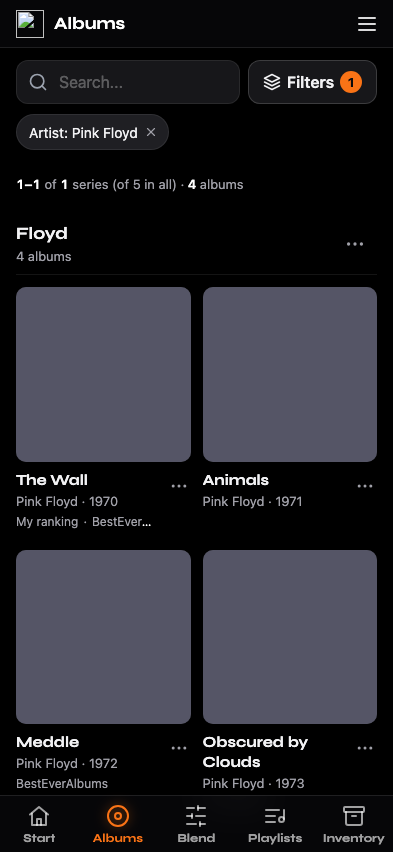 Albums
Search...
Filters 1
Artist: Pink Floyd ×
1–1 of 1 series (of 5 in all) · 4 albums
Floyd
4 albums
The Wall
Pink Floyd · 1970
My ranking · BestEver...
Animals
Pink Floyd · 1971
Meddle
Pink Floyd · 1972
BestEverAlbums
Obscured by
Clouds
Pink Floyd · 1973
Start
Albums
Blend
Playlists
Inventory